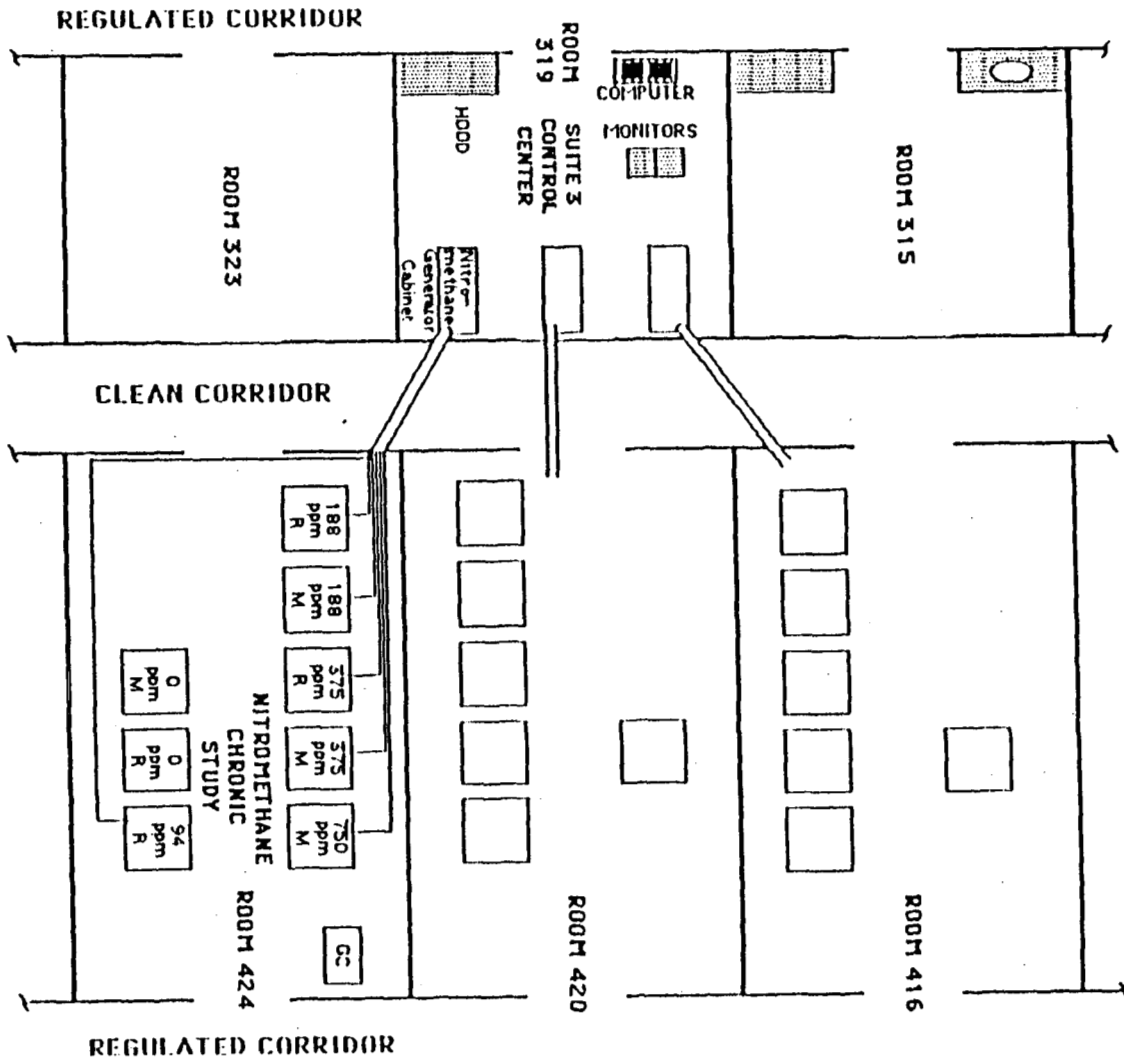 REGULATED CORRIDOR
ROOM 323
HOOD
ROOM
319
SUITE 3
CONTROL
CENTER
COMPUTER
MONITORS
ROOM 315
Nitro-
methane
Generator
Cabinet
CLEAN CORRIDOR
188
ppm
R
188
ppm
M
375
ppm
R
375
ppm
M
750
ppm
M
0
ppm
M
0
ppm
R
94
ppm
R
NITROMETHANE
CHRONIC
STUDY
GC
ROOM 424
ROOM 420
ROOM 416
REGULATED CORRIDOR